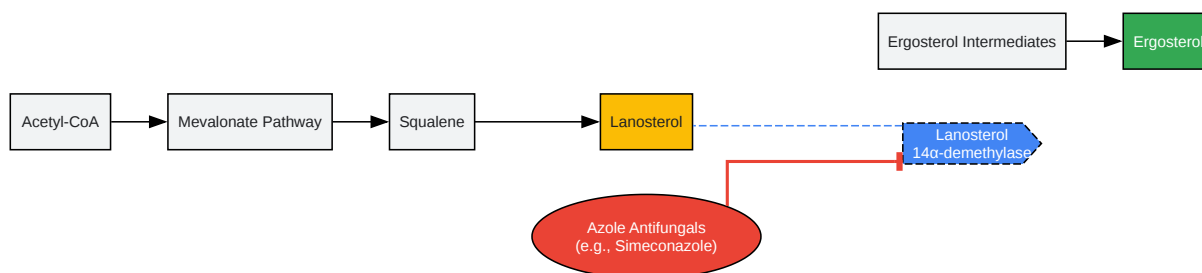 Ergosterol Intermediates
Ergosterol
Acetyl-CoA
Mevalonate Pathway
Squalene
Lanosterol
Lanosterol
14α-demethylase
Azole Antifungals
(e.g., Simeconazole)